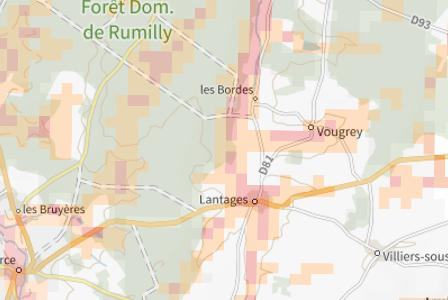 Forêt Dom.
de Rumilly
D93
les Bordes
Vougrey
D81
Lantages
les Bruyères
rce
Villiers-sous